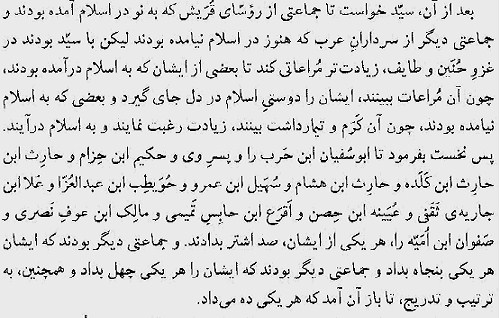 بعد از آن، سیّد خواست تا جماعتی از رؤسّای قُرَیش که به نو در اسلام آمده بودند و
جماعتی دیگر از سردارانِ عرب که هنوز در اسلام نیامده بودند لیکن با سیّد بودند در
غزوِ حُنَین و طایف، زیادت‌تر مُراعاتی کند تا بعضی از ایشان که به اسلام درآمده بودند،
چون آن مُراعات ببینند، ایشان را دوستیِ اسلام در دل جای گیرد و بعضی که به اسلام
نیامده بودند، چون آن کَرَم و تیمارداشت بینند، زیادت رغبت نمایند و به اسلام درآیند.
پس نخست بفرمود تا ابوسُفیان ابن حَرب را و پسرِ وی و حکیم ابن حِزام و حارِث ابن
حارِث ابن کَلَده و حارِث ابن هشام و سُهَیل ابن عمرو و حُوَیطِب ابن عبدالعُزّا و عَلا ابن
جاریه‌ی ثَقَفی و عُیَینه ابن حِصن و اَقرَع ابن حابِسِ تمیمی و مالِک ابن عوفِ نَصری و
صَفوان ابن اُمَیّه را، هر یکی از ایشان، صد اشتر بدادند. و جماعتی دیگر بودند که ایشان
هر یکی پنجاه بداد و جماعتی دیگر بودند که ایشان را هر یکی چهل بداد و همچنین، به
ترتیب و تدریج، تا باز آن آمد که هر یکی ده می‌داد.